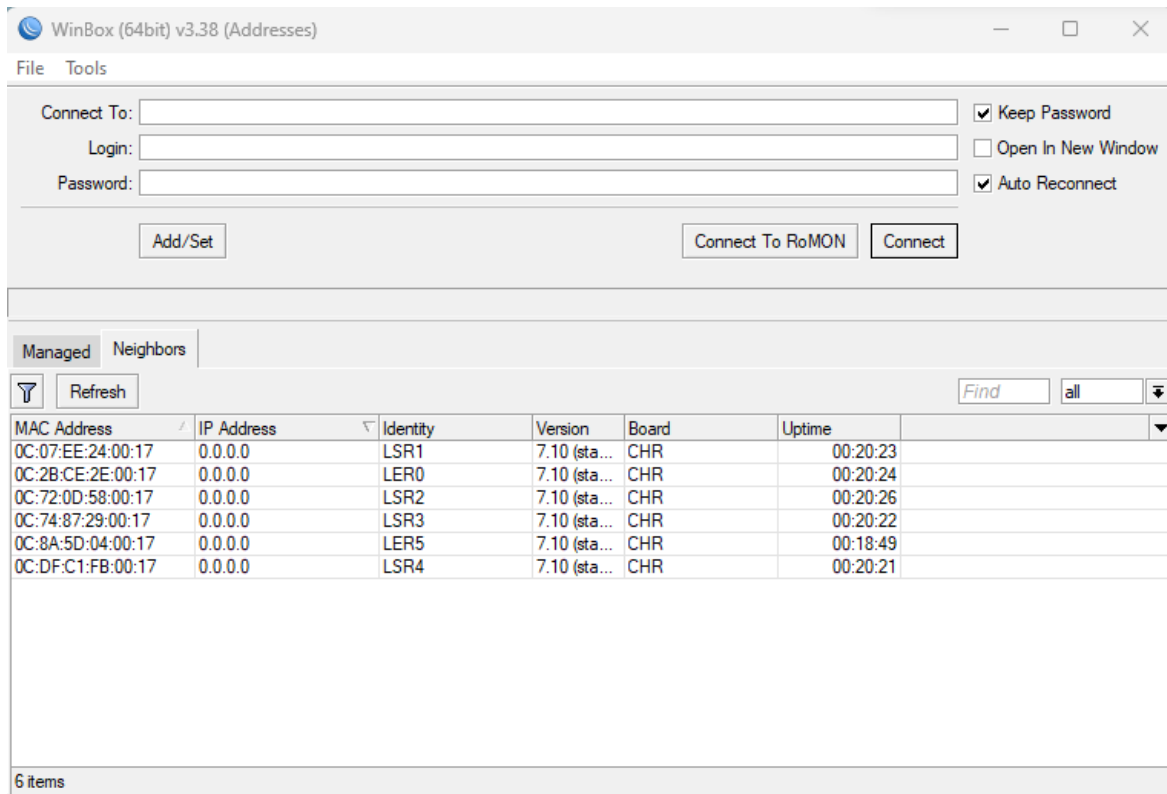 WinBox (64bit) v3.38 (Addresses)
File Tools
Connect To: Keep Password
Login: Open In New Window
Password: Auto Reconnect
Add/Set Connect To RoMON Connect
Managed Neighbors
Refresh Find all
MAC Address IP Address Identity Version Board Uptime
0C:07:EE:24:00:17 0.0.0.0 LSR1 7.10 (sta... CHR 00:20:23
0C:2B:CE:2E:00:17 0.0.0.0 LER0 7.10 (sta... CHR 00:20:24
0C:72:0D:58:00:17 0.0.0.0 LSR2 7.10 (sta... CHR 00:20:26
0C:74:87:29:00:17 0.0.0.0 LSR3 7.10 (sta... CHR 00:20:22
0C:8A:5D:04:00:17 0.0.0.0 LER5 7.10 (sta... CHR 00:18:49
0C:DF:C1:FB:00:17 0.0.0.0 LSR4 7.10 (sta... CHR 00:20:21
6 items